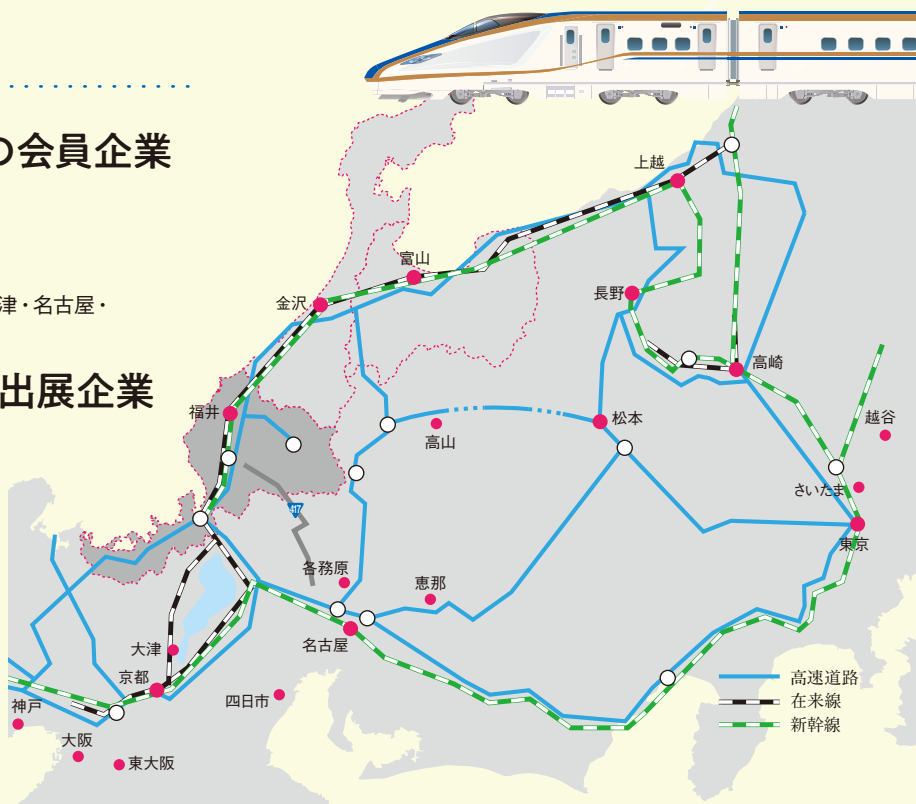 の会員企業
津・名古屋・
出展企業
上越
富山
金沢
長野
高崎
福井
越谷
高山
松本
さいたま
417
東京
各務原
恵那
名古屋
大津
京都
四日市
神戸
大阪
東大阪
高速道路
在来線
新幹線